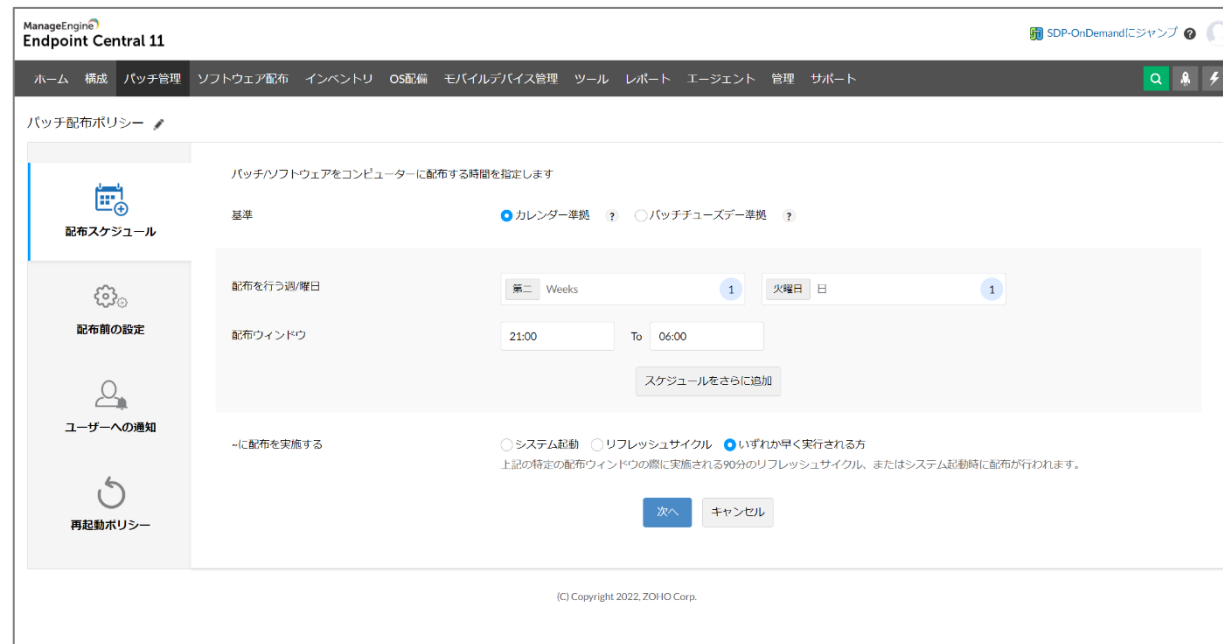 ManageEngine
Endpoint Central 11
SDP-OnDemandにジャンプ
ホーム 構成 パッチ管理 ソフトウェア配布 インベントリ OS配備 モバイルデバイス管理 ツール レポート エージェント 管理 サポート
パッチ配布ポリシー
配布スケジュール
配布前の設定
ユーザーへの通知
再起動ポリシー
パッチ/ソフトウェアをコンピューターに配布する時間を指定します
基準 カレンダー準拠 ? パッチチューズデー準拠 ?
配布を行う週/曜日 第二 Weeks 1 火曜日 日 1
配布ウィンドウ 21:00 To 06:00
スケジュールをさらに追加
~に配布を実施する システム起動 リフレッシュサイクル いずれか早く実行される方
上記の特定の配布ウィンドウの際に実施される90分のリフレッシュサイクル、またはシステム起動時に配布が行われます。
次へ キャンセル
(C) Copyright 2022, ZOHO Corp.